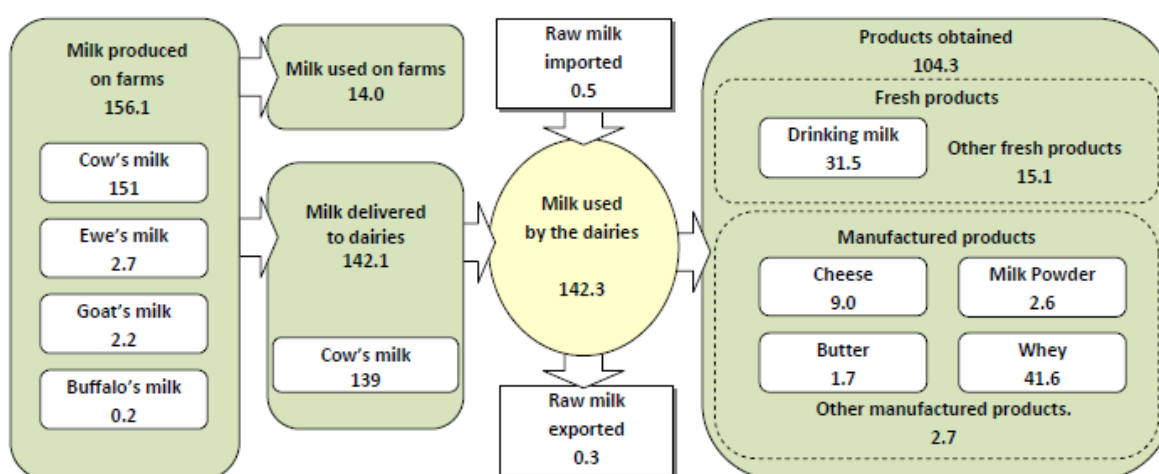 Milk produced
on farms
156.1
Cow's milk
151
Ewe's milk
2.7
Goat's milk
2.2
Buffalo's milk
0.2
Milk used on farms
14.0
Milk delivered
to dairies
142.1
Cow's milk
139
Raw milk
imported
0.5
Milk used
by the dairies
142.3
Raw milk
exported
0.3
Products obtained
104.3
Fresh products
Drinking milk
31.5
Other fresh products
15.1
Manufactured products
Cheese
9.0
Milk Powder
2.6
Butter
1.7
Whey
41.6
Other manufactured products.
2.7